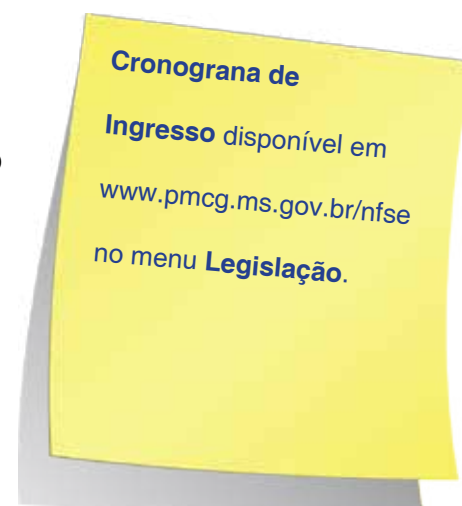 Cronograna de
Ingresso disponível em
www.pmcg.ms.gov.br/nfse
no menu Legislação.